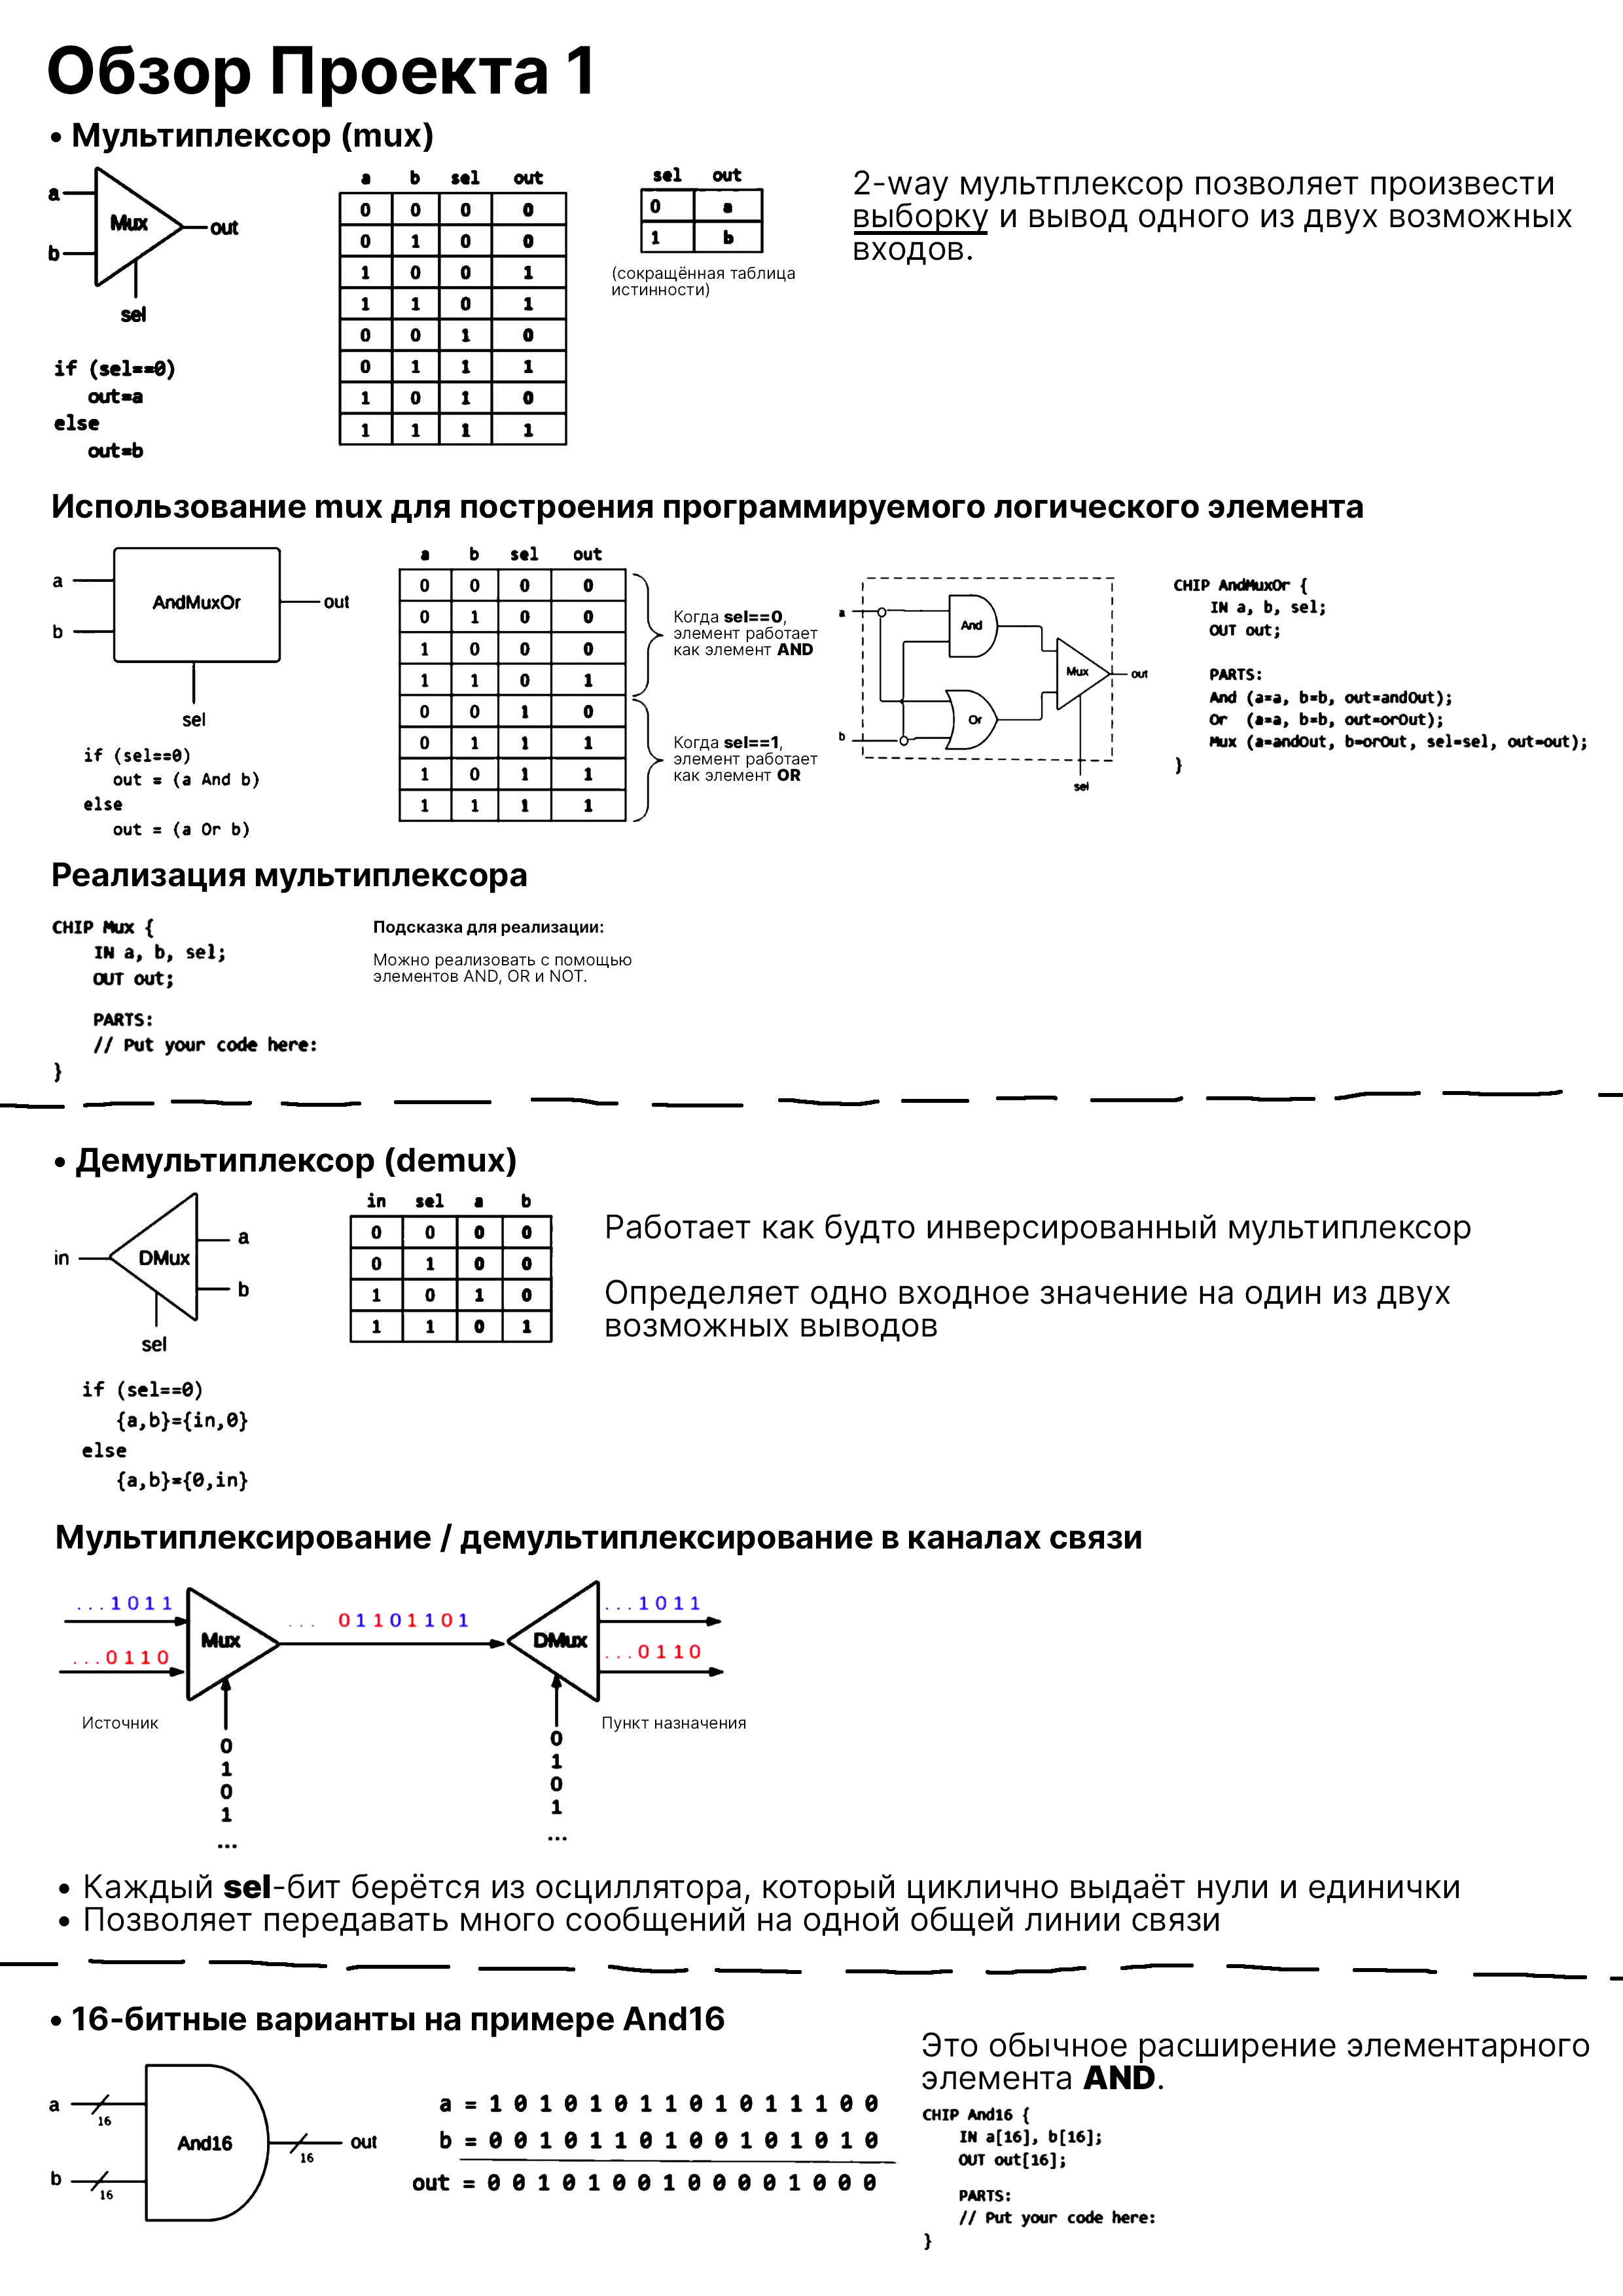 Обзор Проекта 1
• Мультиплексор (mux)
a
b
Mux
out
sel
if (sel==0)
out=a
else
out=b
a b sel out
0 0 0 0
0 1 0 0
1 0 0 1
1 1 0 1
0 0 1 0
0 1 1 1
1 0 1 0
1 1 1 1
sel out
0 a
1 b
(сокращённая таблица
истинности)
2-way мультплексор позволяет произвести
выборку и вывод одного из двух возможных
входов.
Использование mux для построения программируемого логического элемента
a
b
AndMuxOr
out
sel
if (sel==0)
out = (a And b)
else
out = (a Or b)
a b sel out
0 0 0 0
0 1 0 0
1 0 0 0
1 1 0 1
0 0 1 0
0 1 1 1
1 0 1 1
1 1 1 1
Когда sel==0,
элемент работает
как элемент AND
Когда sel==1,
элемент работает
как элемент OR
a
b
And
Or
Mux
out
sel
CHIP AndMuxOr {
IN a, b, sel;
OUT out;
PARTS:
And (a=a, b=b, out=andOut);
Or (a=a, b=b, out=orOut);
Mux (a=andOut, b=orOut, sel=sel, out=out);
}
Реализация мультиплексора
CHIP Mux {
IN a, b, sel;
OUT out;
PARTS:
// Put your code here:
}
Подсказка для реализации:
Можно реализовать с помощью
элементов AND, OR и NOT.
• Демультиплексор (demux)
in
DMux
a
b
sel
if (sel==0)
{a,b}={in,0}
else
{a,b}={0,in}
in sel a b
0 0 0 0
0 1 0 0
1 0 1 0
1 1 0 1
Работает как будто инверсированный мультиплексор
Определяет одно входное значение на один из двух
возможных выводов
Мультиплексирование / демультиплексирование в каналах связи
...1011
...0110
Mux
... 01101101
DMux
...1011
...0110
Источник
Пункт назначения
0
1
0
1
...
0
1
0
1
...
• Каждый sel-бит берётся из осциллятора, который циклично выдаёт нули и единички
• Позволяет передавать много сообщений на одной общей линии связи
• 16-битные варианты на примере And16
a
16
b
16
And16
16
out
a = 1 0 1 0 1 0 1 1 0 1 0 1 1 1 0 0
b = 0 0 1 0 1 1 0 1 0 0 1 0 1 0 1 0
out = 0 0 1 0 1 0 0 1 0 0 0 0 1 0 0 0
Это обычное расширение элементарного
элемента AND.
CHIP And16 {
IN a[16], b[16];
OUT out[16];
PARTS:
// Put your code here:
}